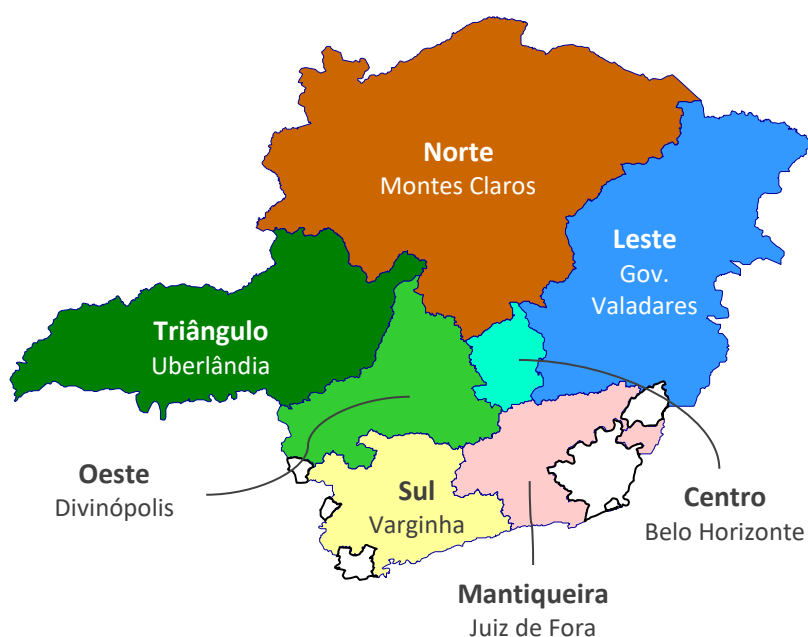 Norte
Montes Claros
Leste
Gov.
Valadares
Triângulo
Uberlândia
Oeste
Divinópolis
Sul
Varginha
Centro
Belo Horizonte
Mantiqueira
Juiz de Fora